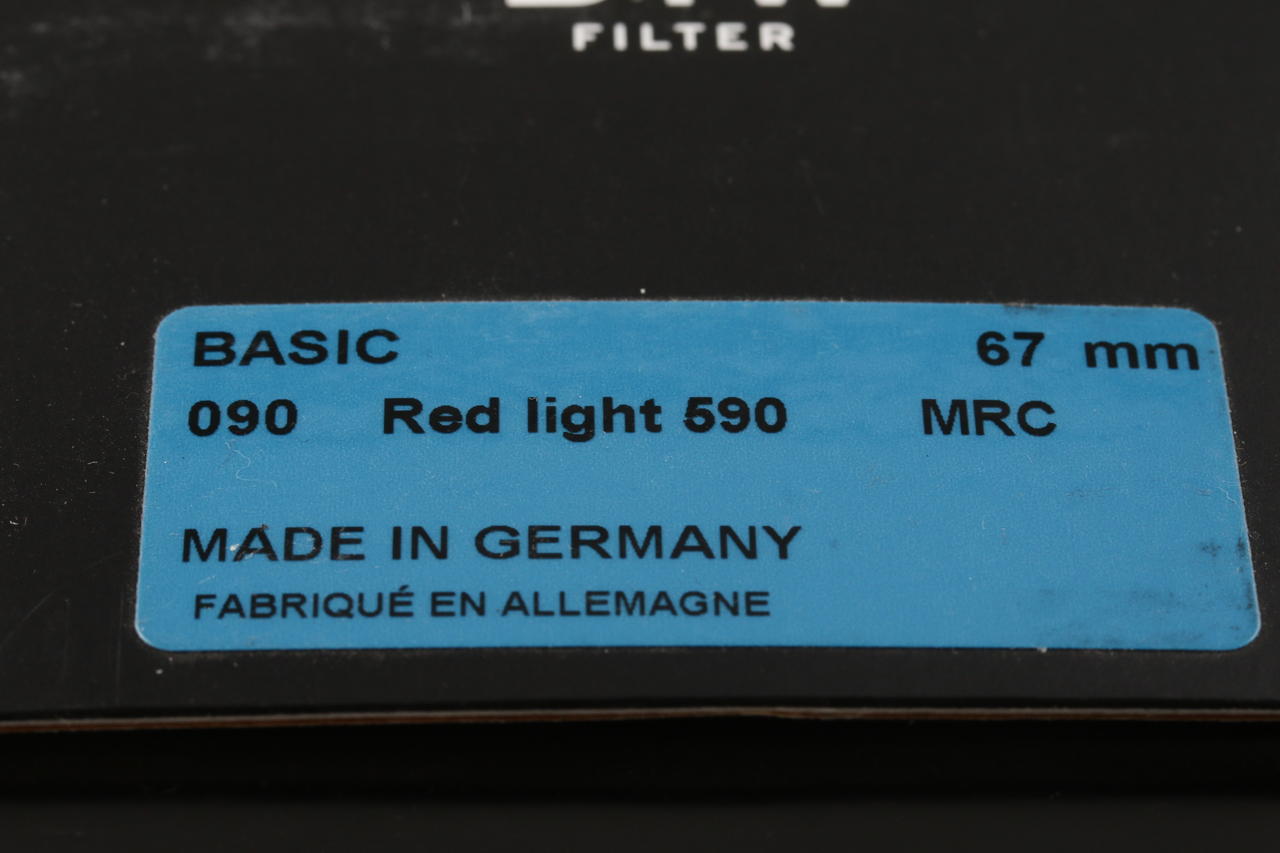 FILTER
BASIC 67 mm
090 Red light 590 MRC
MADE IN GERMANY
FABRIQUÉ EN ALLEMAGNE